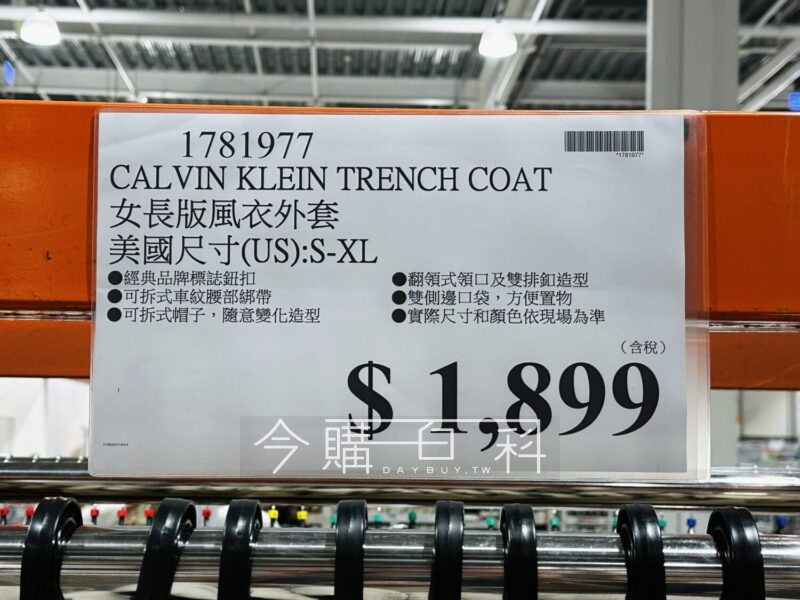 1781977
*1781977*
CALVIN KLEIN TRENCH COAT
女長版風衣外套
美國尺寸(US):S-XL
●經典品牌標誌鈕扣
●可拆式車紋腰部綁帶
●可拆式帽子，隨意變化造型
●翻領式領口及雙排釦造型
●雙側邊口袋，方便置物
●實際尺寸和顏色依現場為準
(含稅)
$ 1,899
今購百科
DAYBUY.TW